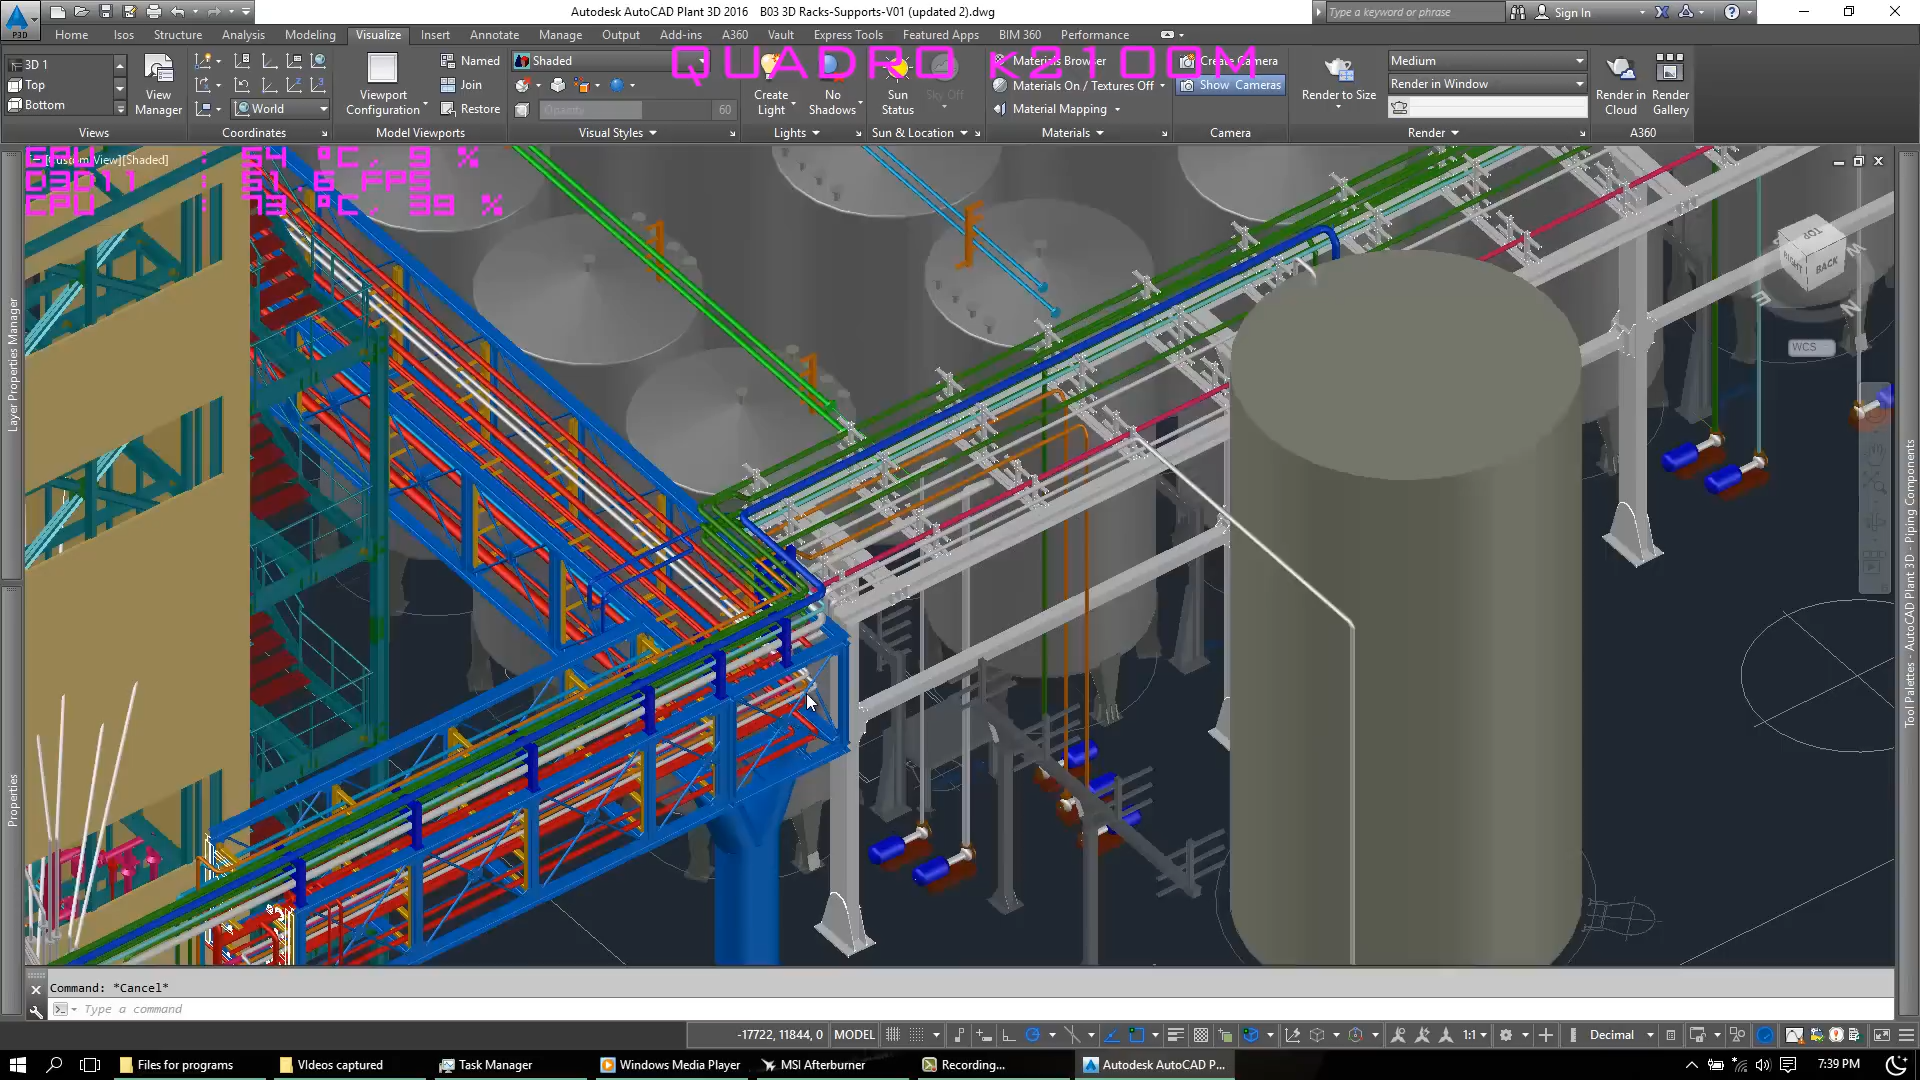 Autodesk AutoCAD Plant 3D 2016 B03 3D Racks-Supports-V01 (updated 2).dwg
Type a keyword or phrase
Sign In
P3D
Home Isos Structure Analysis Modeling Visualize Insert Annotate Manage Output Add-ins A360 Vault Express Tools Featured Apps BIM 360 Performance
QUADRO K2100M
3D 1
Top
Bottom
View Manager
Views
World
Coordinates
Viewport Configuration
Named
Join
Restore
Model Viewports
Shaded
Opacity 60
Visual Styles
Create Light
No Shadows
Lights
Sun Status
Sky Off
Sun & Location
Materials Browser
Materials On / Textures Off
Material Mapping
Materials
Create Camera
Show Cameras
Camera
Render to Size
Medium
Render in Window
Render
Render in Cloud
Render Gallery
A360
[Custom View][Shaded]
GPU : 54 °C, 9 %
D3D11 : 51.6 FPS
CPU : 73 °C, 39 %
Layer Properties Manager
Properties
TOP
RIGHT
BACK
W
N
E
WCS
Tool Palettes - AutoCAD Plant 3D - Piping Components
Command: *Cancel*
Type a command
-17722, 11844, 0 MODEL
1:1
Decimal
Files for programs
VIdeos captured
Task Manager
Windows Media Player
MSI Afterburner
Recording...
Autodesk AutoCAD P...
7:39 PM